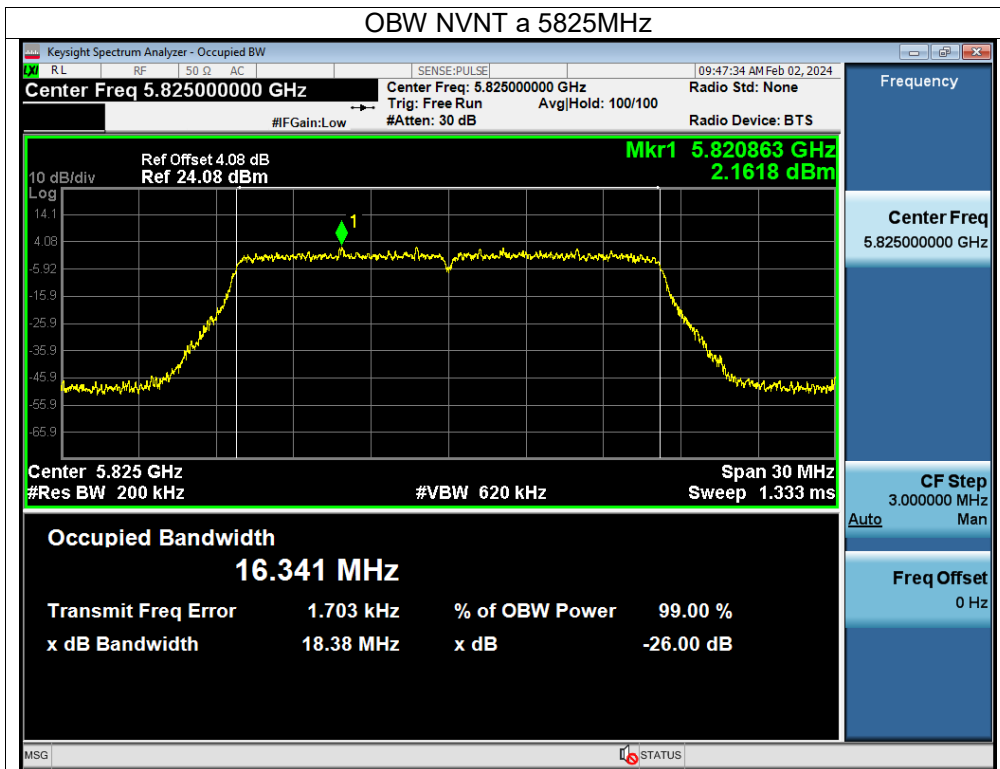 OBW NVNT a 5825MHz
Keysight Spectrum Analyzer - Occupied BW
LXI RL RF 50 Ω AC SENSE:PULSE 09:47:34 AM Feb 02, 2024
Center Freq 5.825000000 GHz
Center Freq: 5.825000000 GHz Radio Std: None
Trig: Free Run Avg|Hold: 100/100
#IFGain:Low #Atten: 30 dB Radio Device: BTS
Frequency
Mkr1 5.820863 GHz
2.1618 dBm
Ref Offset 4.08 dB
10 dB/div Ref 24.08 dBm
Log
14.1
1
4.08
-5.92
-15.9
-25.9
-35.9
-45.9
-55.9
-65.9
Center 5.825 GHz Span 30 MHz
#Res BW 200 kHz #VBW 620 kHz Sweep 1.333 ms
Center Freq
5.825000000 GHz
CF Step
3.000000 MHz
Auto Man
Freq Offset
0 Hz
Occupied Bandwidth
16.341 MHz
Transmit Freq Error 1.703 kHz % of OBW Power 99.00 %
x dB Bandwidth 18.38 MHz x dB -26.00 dB
MSG STATUS